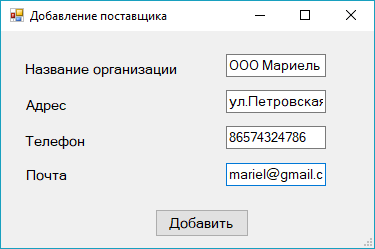 Добавление поставщика
Название организации ООО Мариель
Адрес ул.Петровская
Телефон 86574324786
Почта mariel@gmail.c
Добавить